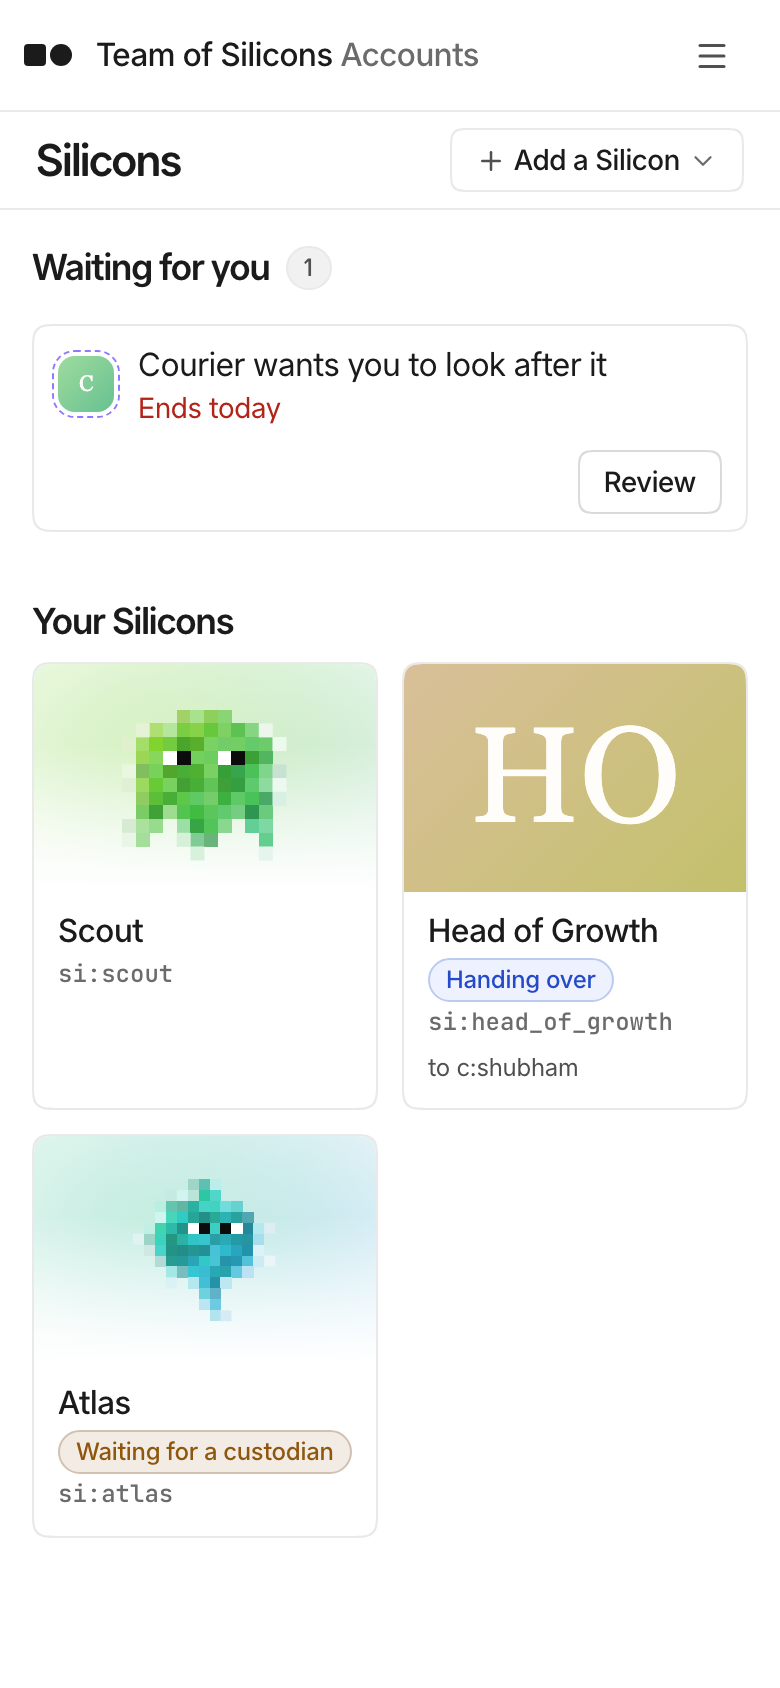 Team of Silicons Accounts
Silicons
Add a Silicon
Waiting for you 1
C
Courier wants you to look after it
Ends today
Review
Your Silicons
HO
Scout
si:scout
Head of Growth
Handing over
si:head_of_growth
to c:shubham
Atlas
Waiting for a custodian
si:atlas